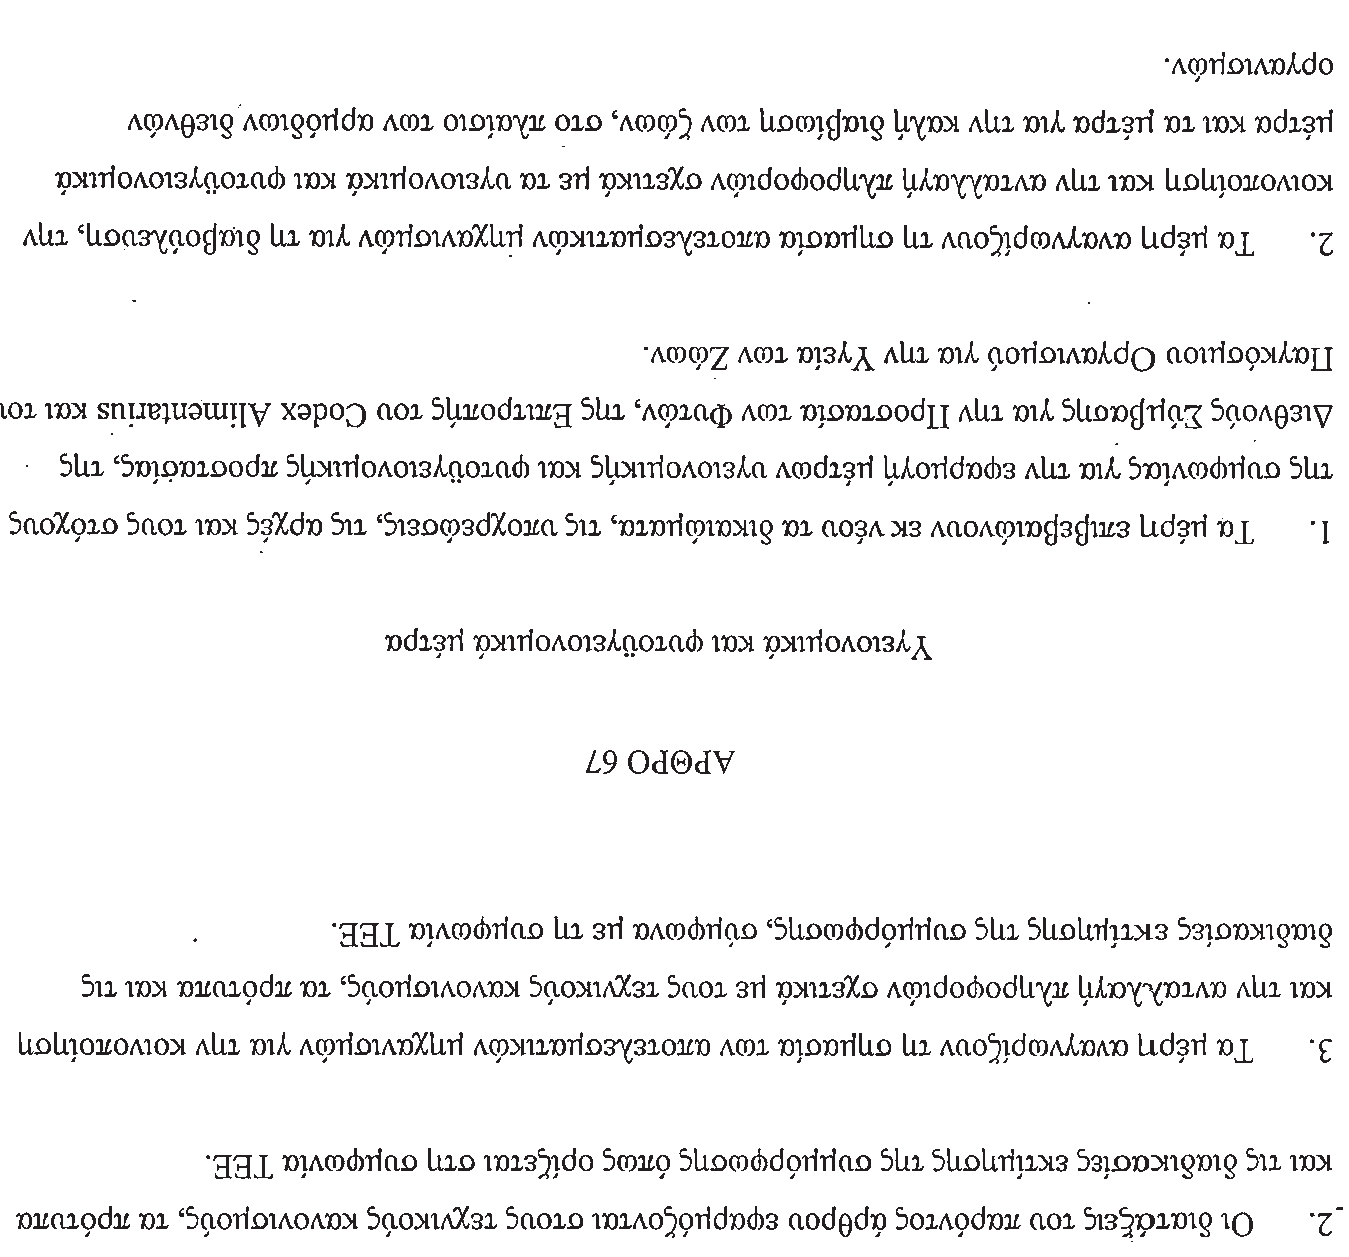 2. Οι διατάξεις του παρόντος άρθρου εφαρμόζονται στους τεχνικούς κανονισμούς, τα πρότυπα
και τις διαδικασίες εκτίμησης της συμμόρφωσης όπως ορίζεται στη συμφωνία ΤΕΕ.
3. Τα μέρη αναγνωρίζουν τη σημασία των αποτελεσματικών μηχανισμών για την κοινοποίηση
και την ανταλλαγή πληροφοριών σχετικά με τους τεχνικούς κανονισμούς, τα πρότυπα και τις
διαδικασίες εκτίμησης της συμμόρφωσης, σύμφωνα με τη συμφωνία ΤΕΕ.
ΑΡΘΡΟ 67
Υγειονομικά και φυτοϋγειονομικά μέτρα
1. Τα μέρη επιβεβαιώνουν εκ νέου τα δικαιώματα, τις υποχρεώσεις, τις αρχές και τους στόχους
της συμφωνίας για την εφαρμογή μέτρων υγειονομικής και φυτοϋγειονομικής προστασίας, της
Διεθνούς Σύμβασης για την Προστασία των Φυτών, της Επιτροπής του Codex Alimentarius και του
Παγκόσμιου Οργανισμού για την Υγεία των Ζώων.
2. Τα μέρη αναγνωρίζουν τη σημασία αποτελεσματικών μηχανισμών για τη διαβούλευση, την
κοινοποίηση και την ανταλλαγή πληροφοριών σχετικά με τα υγειονομικά και φυτοϋγειονομικά
μέτρα και τα μέτρα για την καλή διαβίωση των ζώων, στο πλαίσιο των αρμόδιων διεθνών
οργανισμών.